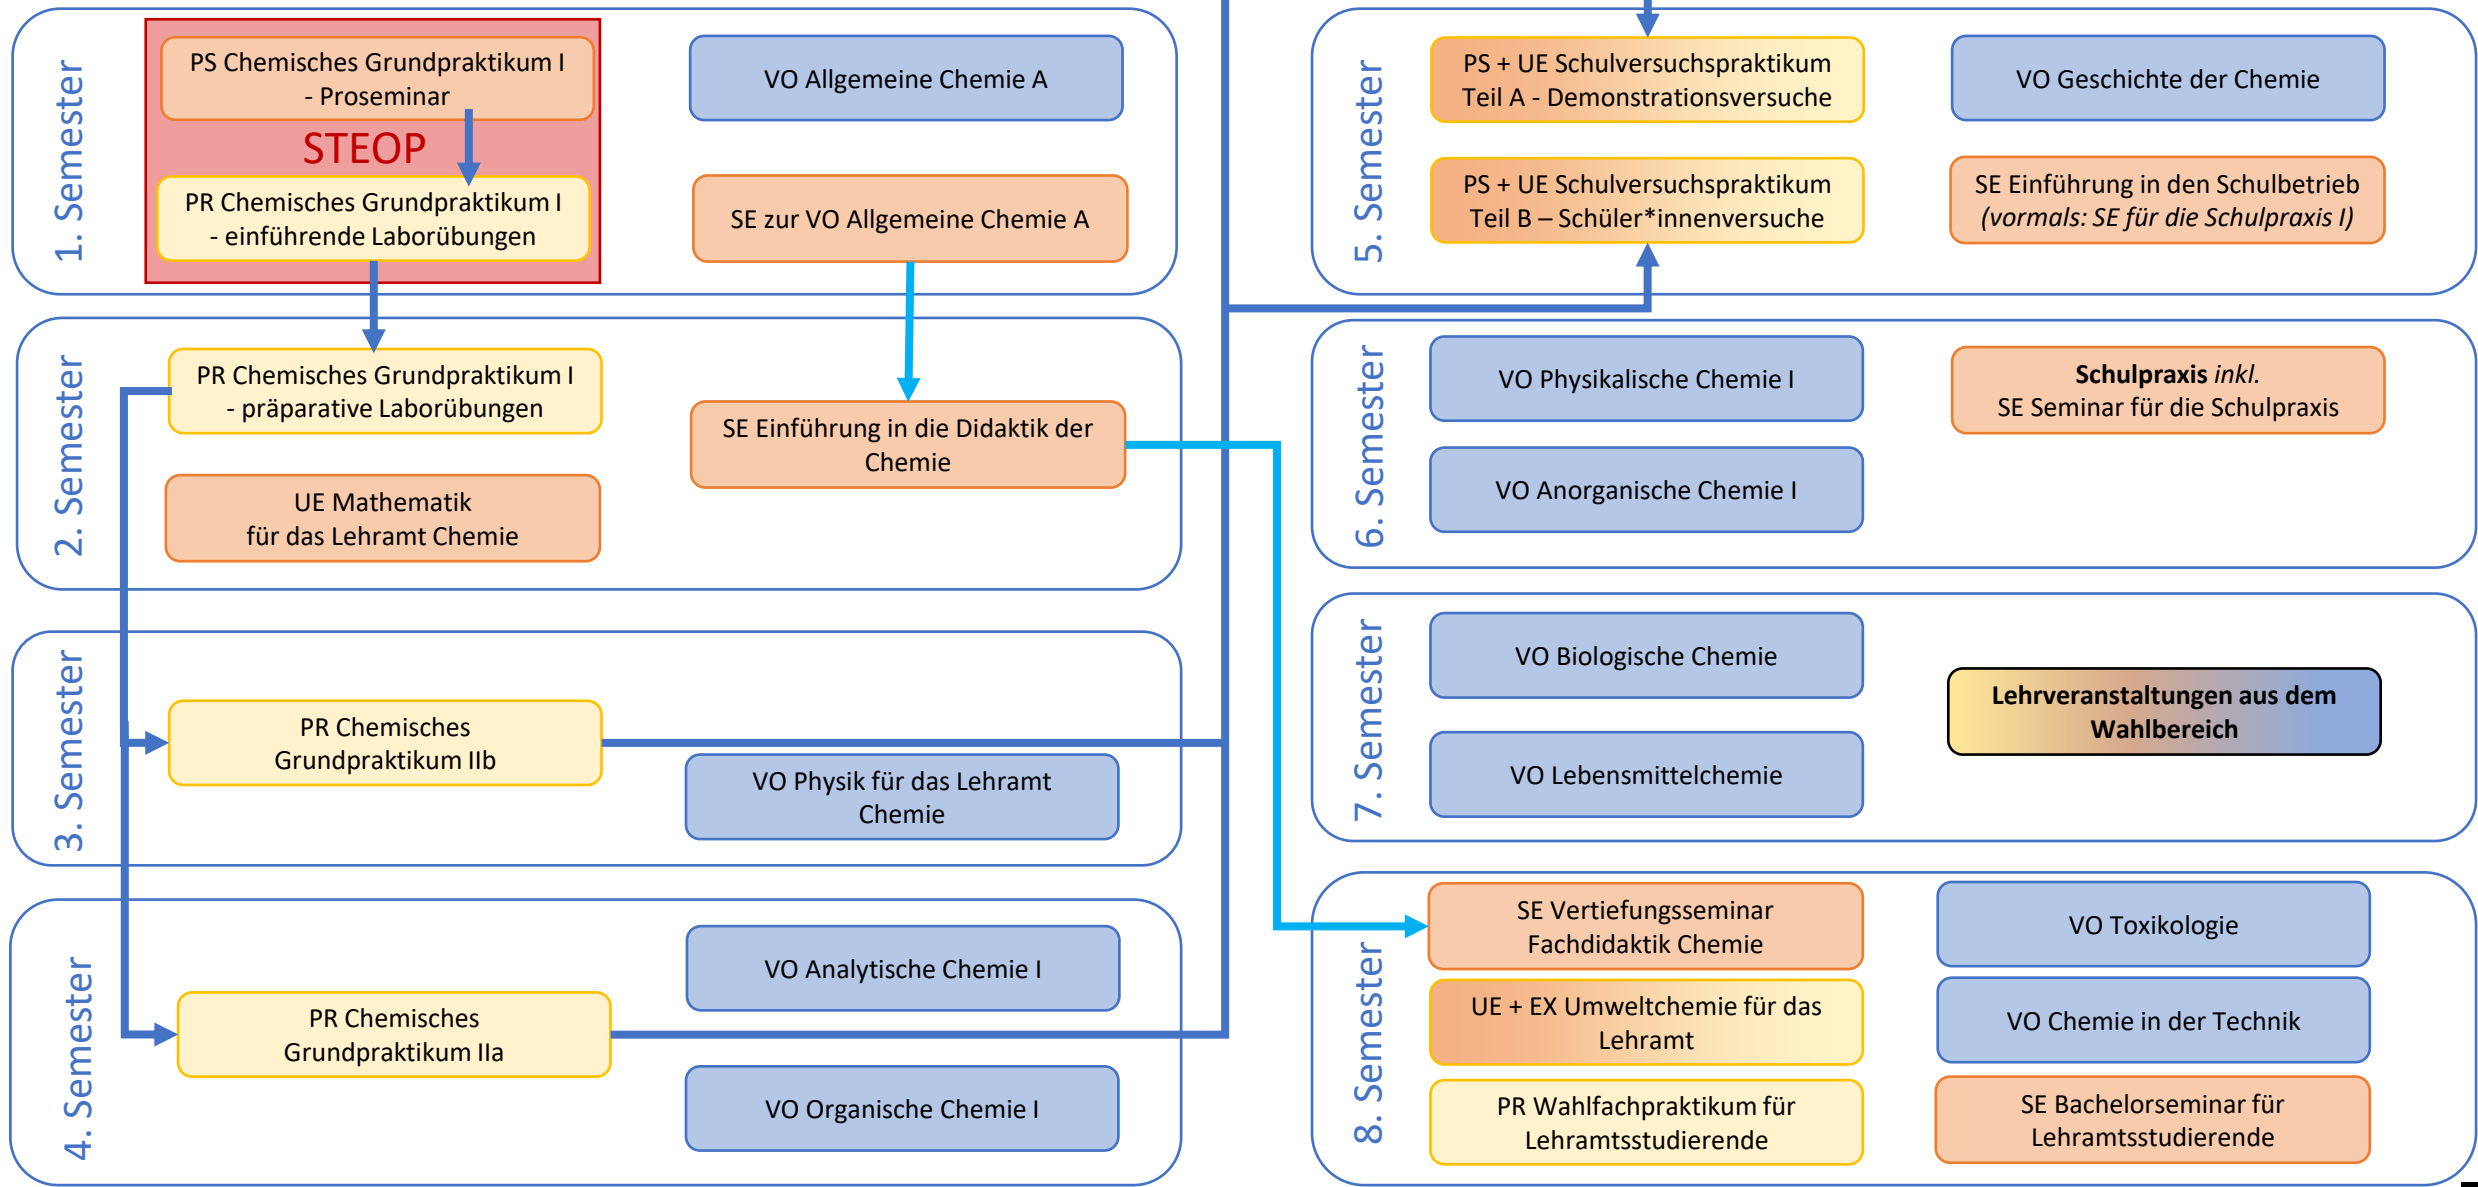 1. Semester
PS Chemisches Grundpraktikum I
- Proseminar
STEOP
PR Chemisches Grundpraktikum I
- einführende Laborübungen
VO Allgemeine Chemie A
SE zur VO Allgemeine Chemie A
2. Semester
PR Chemisches Grundpraktikum I
- präparative Laborübungen
UE Mathematik
für das Lehramt Chemie
SE Einführung in die Didaktik der
Chemie
3. Semester
PR Chemisches
Grundpraktikum IIb
VO Physik für das Lehramt
Chemie
4. Semester
PR Chemisches
Grundpraktikum IIa
VO Analytische Chemie I
VO Organische Chemie I
5. Semester
PS + UE Schulversuchspraktikum
Teil A - Demonstrationsversuche
PS + UE Schulversuchspraktikum
Teil B – Schüler*innenversuche
VO Geschichte der Chemie
SE Einführung in den Schulbetrieb
(vormals: SE für die Schulpraxis I)
6. Semester
VO Physikalische Chemie I
VO Anorganische Chemie I
Schulpraxis inkl.
SE Seminar für die Schulpraxis
7. Semester
VO Biologische Chemie
VO Lebensmittelchemie
Lehrveranstaltungen aus dem
Wahlbereich
8. Semester
SE Vertiefungsseminar
Fachdidaktik Chemie
UE + EX Umweltchemie für das
Lehramt
PR Wahlfachpraktikum für
Lehramtsstudierende
VO Toxikologie
VO Chemie in der Technik
SE Bachelorseminar für
Lehramtsstudierende